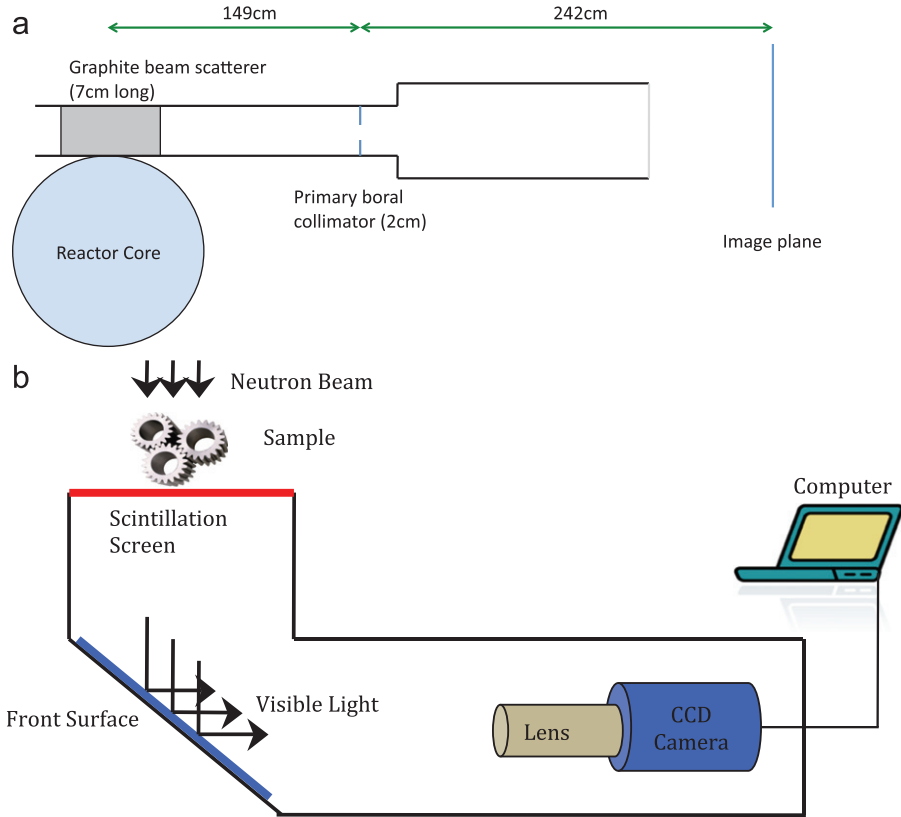 a
149cm
242cm
Graphite beam scatterer
(7cm long)
Primary boral
collimator (2cm)
Reactor Core
Image plane
b
Neutron Beam
Sample
Scintillation
Screen
Computer
Front Surface
Visible Light
Lens
CCD
Camera